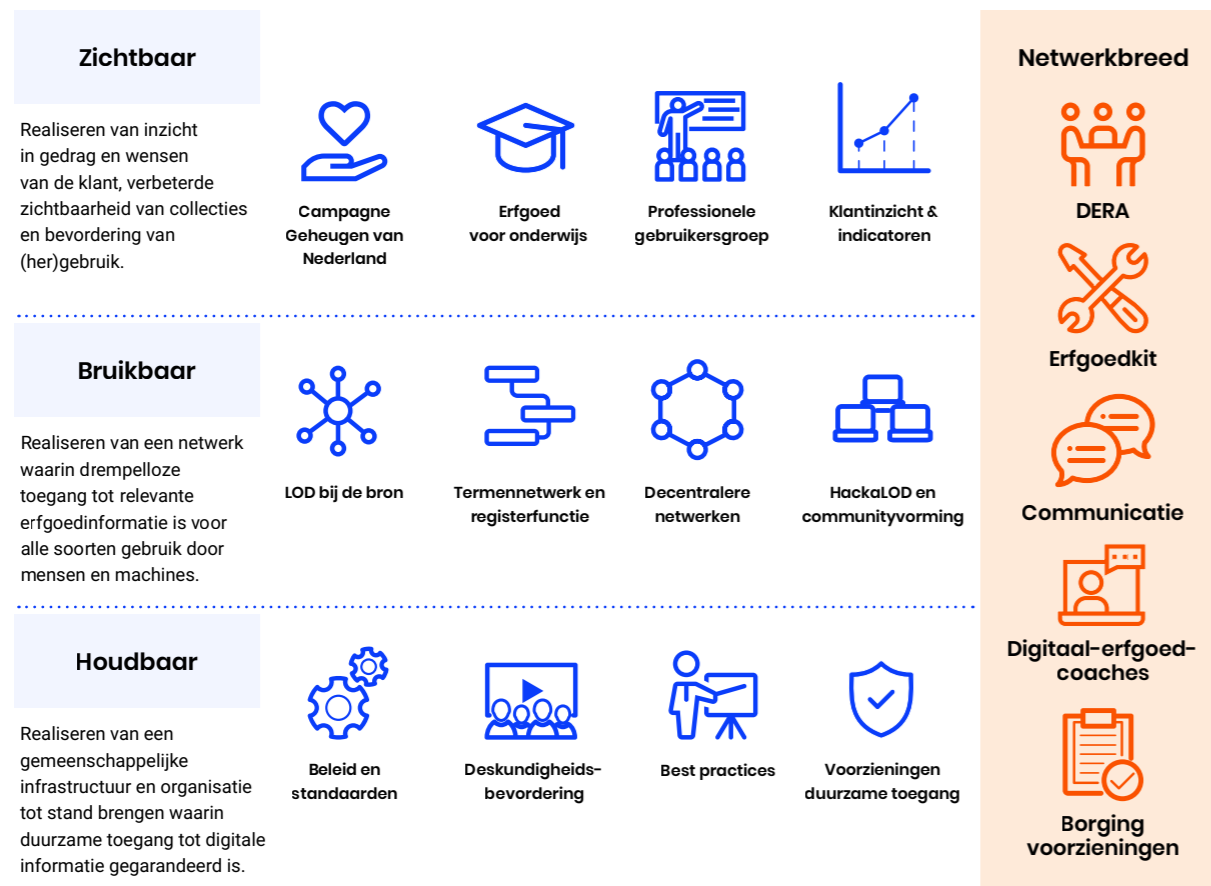 Zichtbaar
Realiseren van inzicht
in gedrag en wensen
van de klant, verbeterde
zichtbaarheid van collecties
en bevordering van
(her)gebruik.
Campagne
Geheugen van
Nederland
Erfgoed
voor onderwijs
Professionele
gebruikersgroep
Klantinzicht &
indicatoren
Bruikbaar
Realiseren van een netwerk
waarin drempelloze
toegang tot relevante
erfgoedinformatie is voor
alle soorten gebruik door
mensen en machines.
LOD bij de bron
Termennetwerk en
registerfunctie
Decentralere
netwerken
HackaLOD en
communityvorming
Houdbaar
Realiseren van een
gemeenschappelijke
infrastructuur en organisatie
tot stand brengen waarin
duurzame toegang tot digitale
informatie gegarandeerd is.
Beleid en
standaarden
Deskundigheids-
bevordering
Best practices
Voorzieningen
duurzame toegang
Netwerkbreed
DERA
Erfgoedkit
Communicatie
Digitaal-erfgoed-
coaches
Borging
voorzieningen